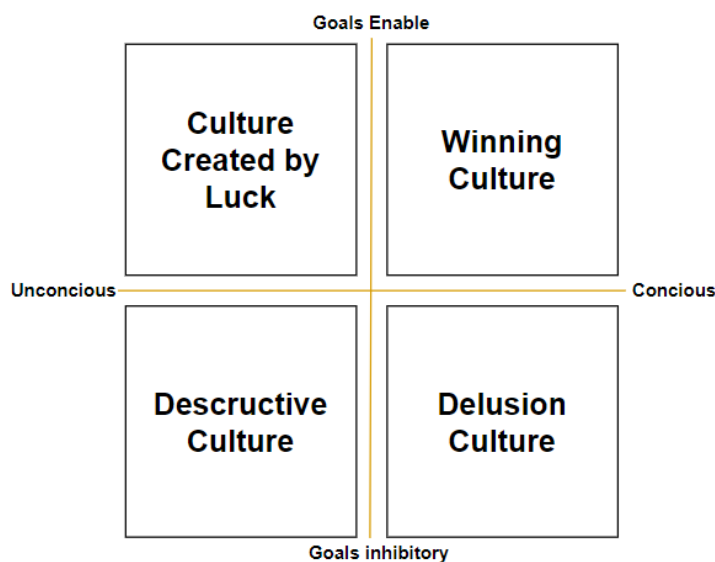 Goals Enable
Culture
Created by
Luck
Winning
Culture
Unconcious
Concious
Descructive
Culture
Delusion
Culture
Goals inhibitory